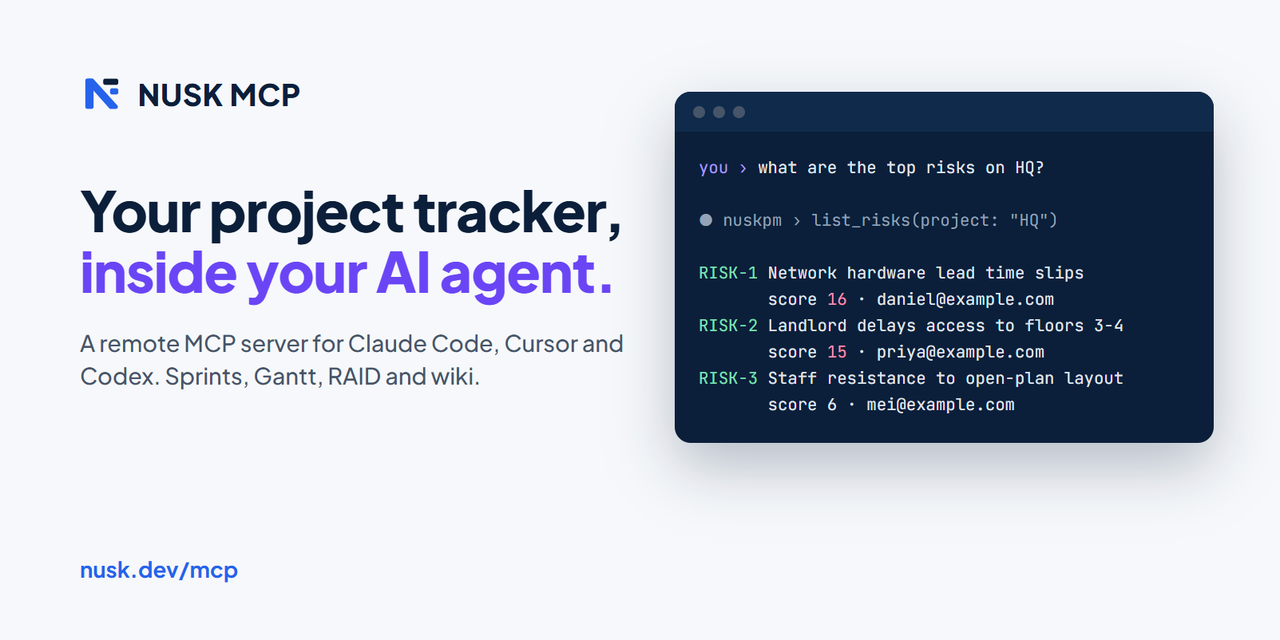 NUSK MCP
Your project tracker,
inside your AI agent.
A remote MCP server for Claude Code, Cursor and
Codex. Sprints, Gantt, RAID and wiki.
nusk.dev/mcp
you › what are the top risks on HQ?
● nuskpm › list_risks(project: "HQ")
RISK-1 Network hardware lead time slips
score 16 · daniel@example.com
RISK-2 Landlord delays access to floors 3-4
score 15 · priya@example.com
RISK-3 Staff resistance to open-plan layout
score 6 · mei@example.com